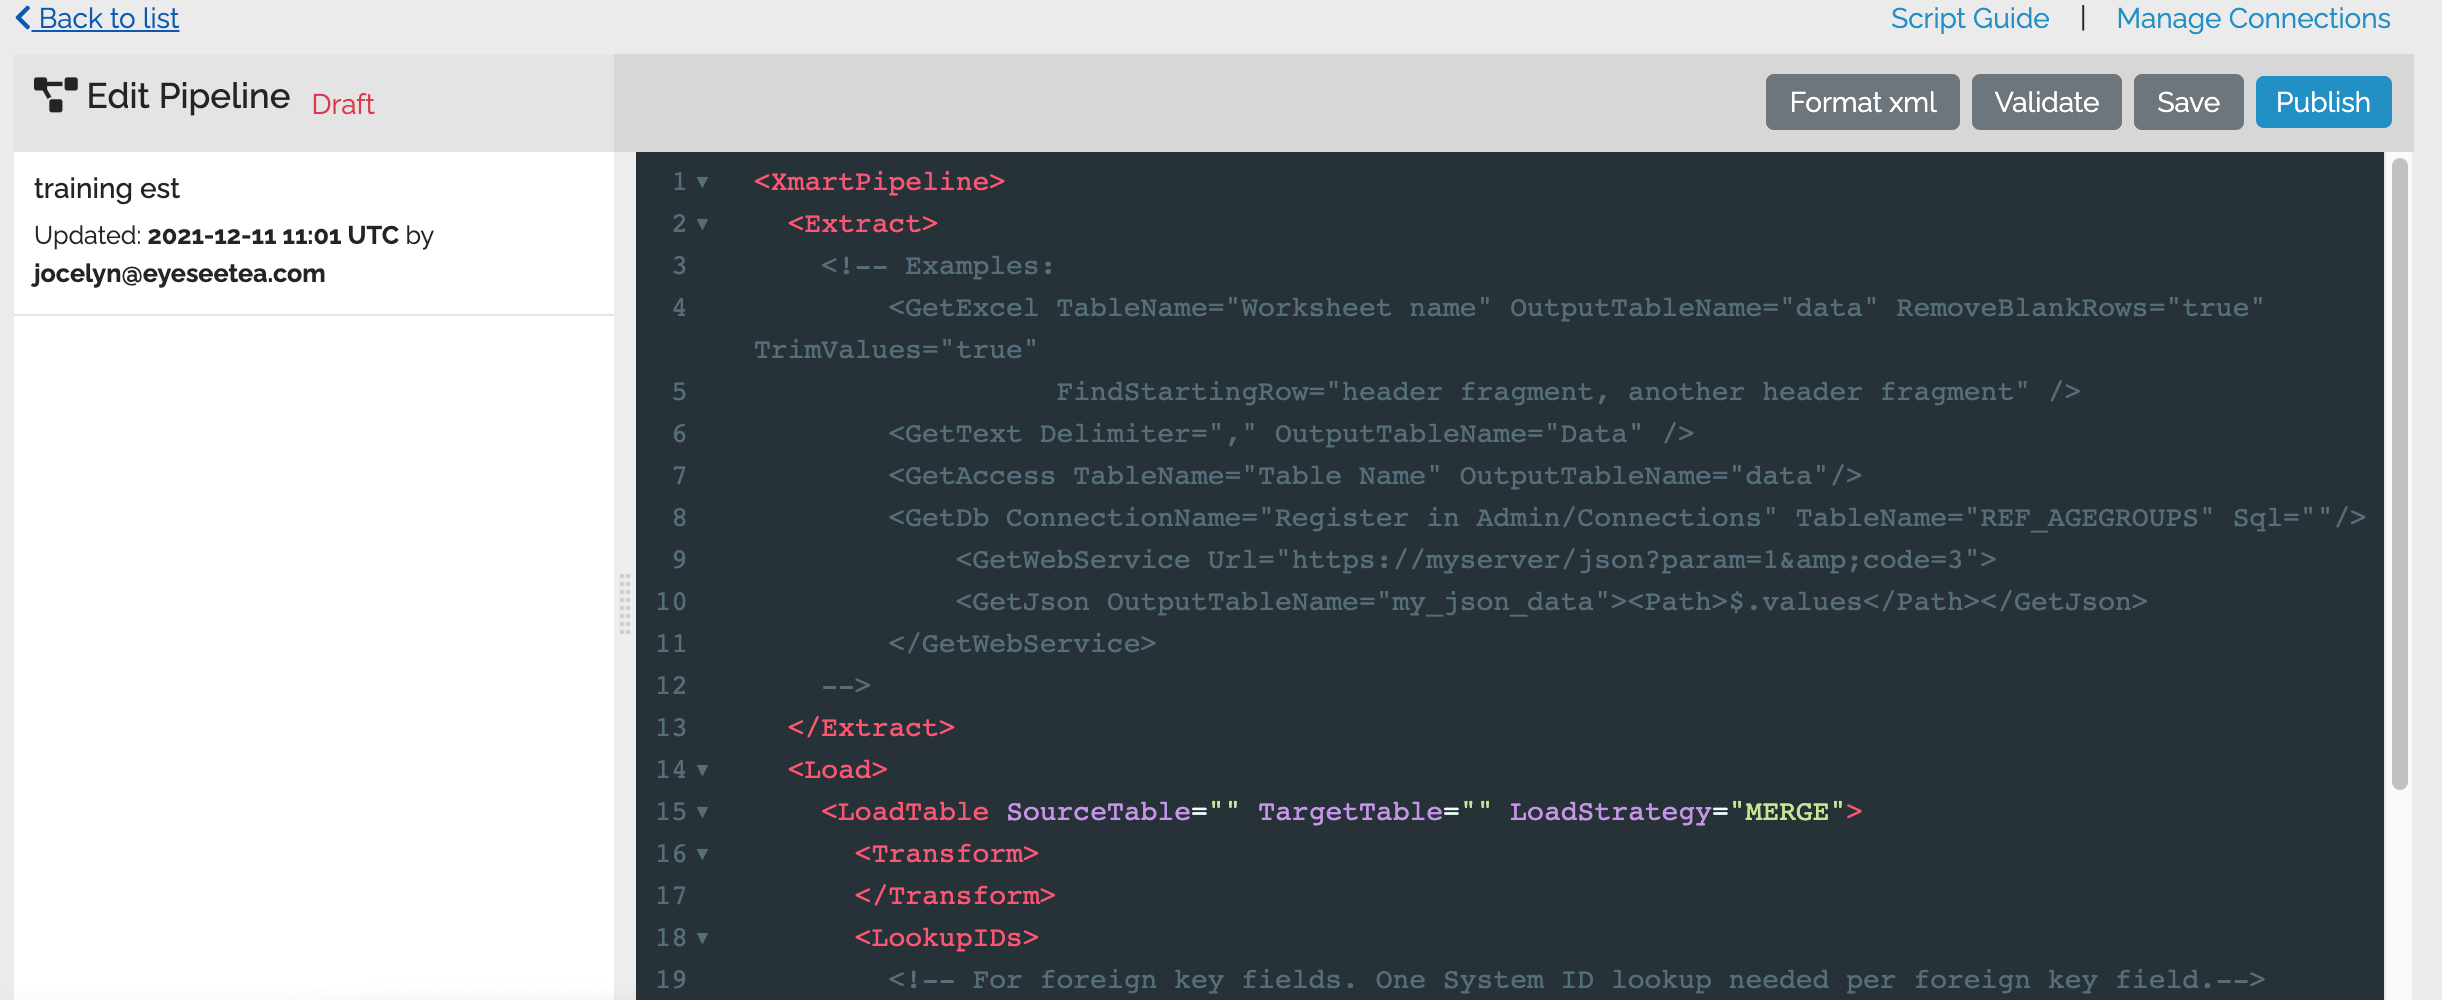 Back to list
Script Guide | Manage Connections
Edit Pipeline Draft
Format xml Validate Save Publish
training est
Updated: 2021-12-11 11:01 UTC by
jocelyn@eyeseetea.com
1 <XmartPipeline>
2 <Extract>
3 <!-- Examples:
4 <GetExcel TableName="Worksheet name" OutputTableName="data" RemoveBlankRows="true"
TrimValues="true"
5 FindStartingRow="header fragment, another header fragment" />
6 <GetText Delimiter="," OutputTableName="Data" />
7 <GetAccess TableName="Table Name" OutputTableName="data"/>
8 <GetDb ConnectionName="Register in Admin/Connections" TableName="REF_AGEGROUPS" Sql=""/>
9 <GetWebService Url="https://myserver/json?param=1&amp;code=3">
10 <GetJson OutputTableName="my_json_data"><Path>$.values</Path></GetJson>
11 </GetWebService>
12 -->
13 </Extract>
14 <Load>
15 <LoadTable SourceTable="" TargetTable="" LoadStrategy="MERGE">
16 <Transform>
17 </Transform>
18 <LookupIDs>
19 <!-- For foreign key fields. One System ID lookup needed per foreign key field.-->